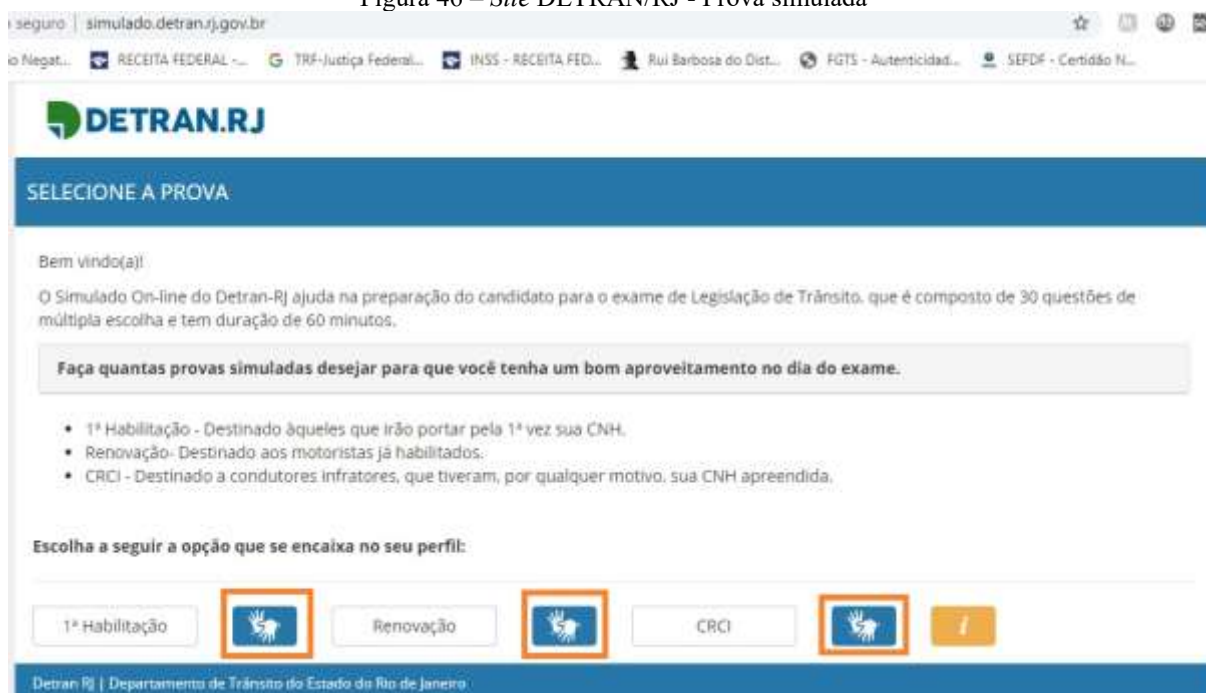 Figura 46 – Site DETRAN/RJ - Prova simulada
seguro | simulado.detran.rj.gov.br
o Negat... RECEITA FEDERAL -... TRF-Justiça Federal... INSS - RECEITA FED... Rui Barbosa do Dist... FGTS - Autenticidad... SEFDF - Certidão N...
DETRAN.RJ
SELECIONE A PROVA
Bem vindo(a)!
O Simulado On-line do Detran-RJ ajuda na preparação do candidato para o exame de Legislação de Trânsito, que é composto de 30 questões de
múltipla escolha e tem duração de 60 minutos.
Faça quantas provas simuladas desejar para que você tenha um bom aproveitamento no dia do exame.
• 1ª Habilitação - Destinado àqueles que irão portar pela 1ª vez sua CNH.
• Renovação- Destinado aos motoristas já habilitados.
• CRCI - Destinado a condutores infratores, que tiveram, por qualquer motivo, sua CNH apreendida.
Escolha a seguir a opção que se encaixa no seu perfil:
1ª Habilitação Renovação CRCI i
Detran RJ | Departamento de Trânsito do Estado do Rio de Janeiro